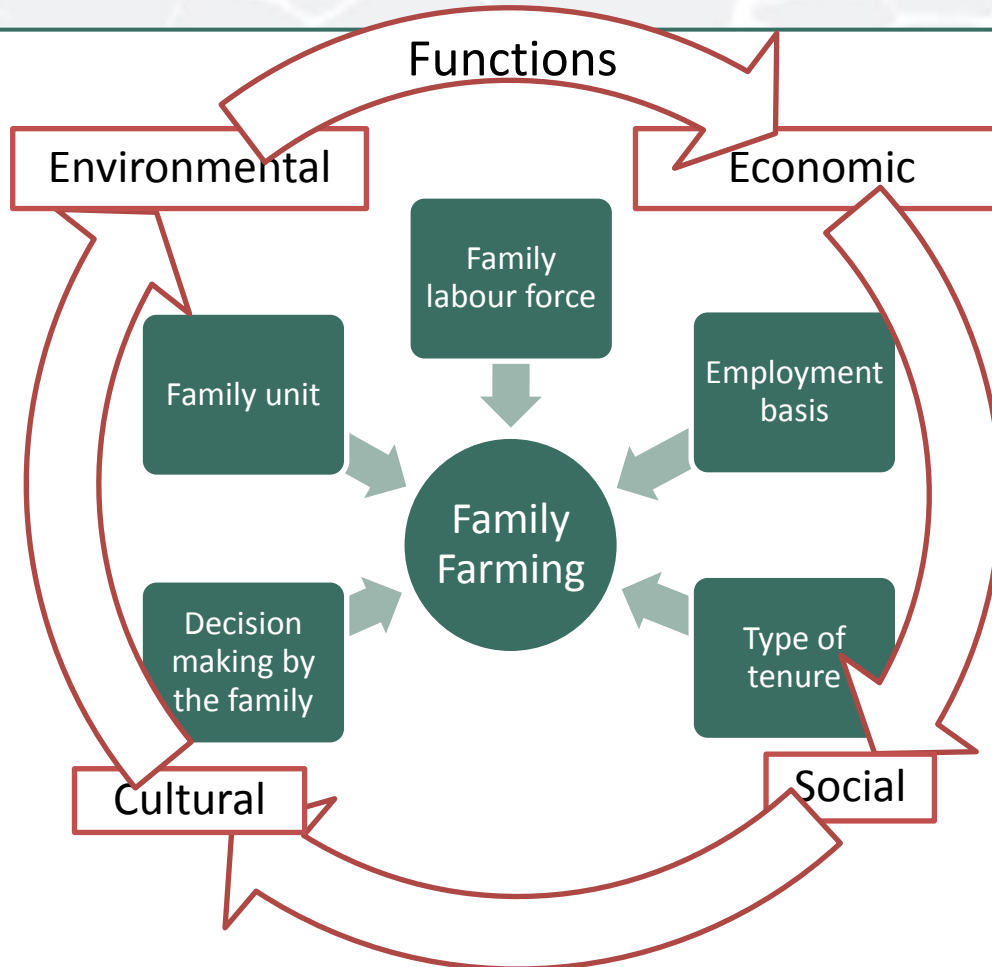 Functions
Environmental
Economic
Family
labour force
Family unit
Employment
basis
Family
Farming
Decision
making by
the family
Type of
tenure
Cultural
Social